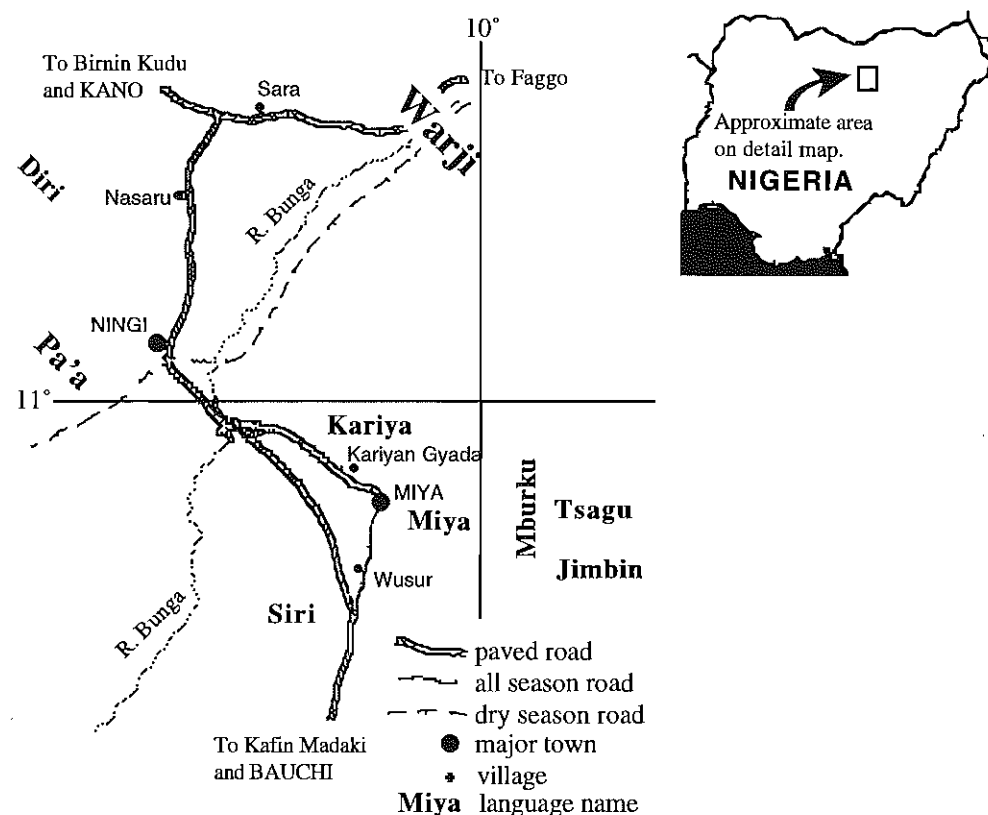 10°
To Birnin Kudu
and KANO
Sara
To Faggo
Warji
Diri
Nasaru
R. Bunga
NINGI
Pa'a
11°
Kariya
Kariyan Gyada
MIYA
Miya
Mburku
Tsagu
Jimbin
Wusur
Siri
R. Bunga
To Kafin Madaki
and BAUCHI
paved road
all season road
dry season road
major town
village
Miya language name
Approximate area
on detail map.
NIGERIA